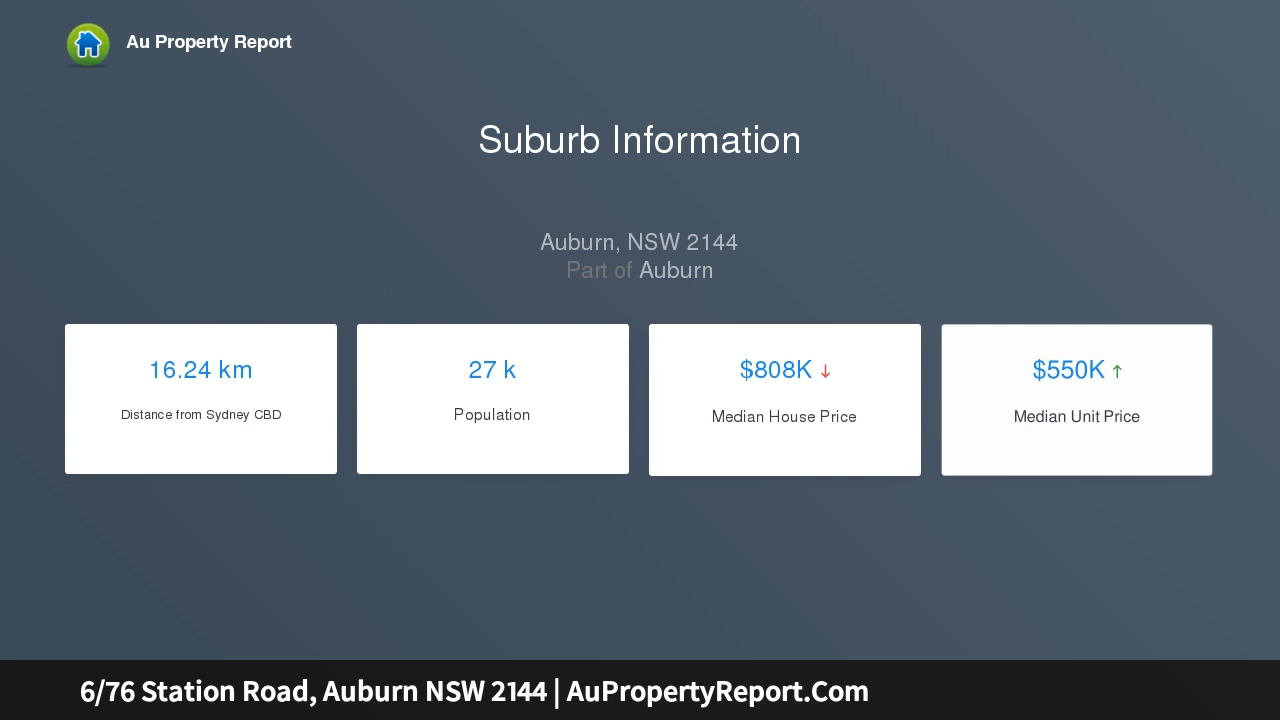 Au Property Report
Suburb Information
Auburn, NSW 2144
Part of Auburn
16.24 km
Distance from Sydney CBD
27 k
Population
$808K ↓
Median House Price
$550K ↑
Median Unit Price
6/76 Station Road, Auburn NSW 2144 | AuPropertyReport.Com